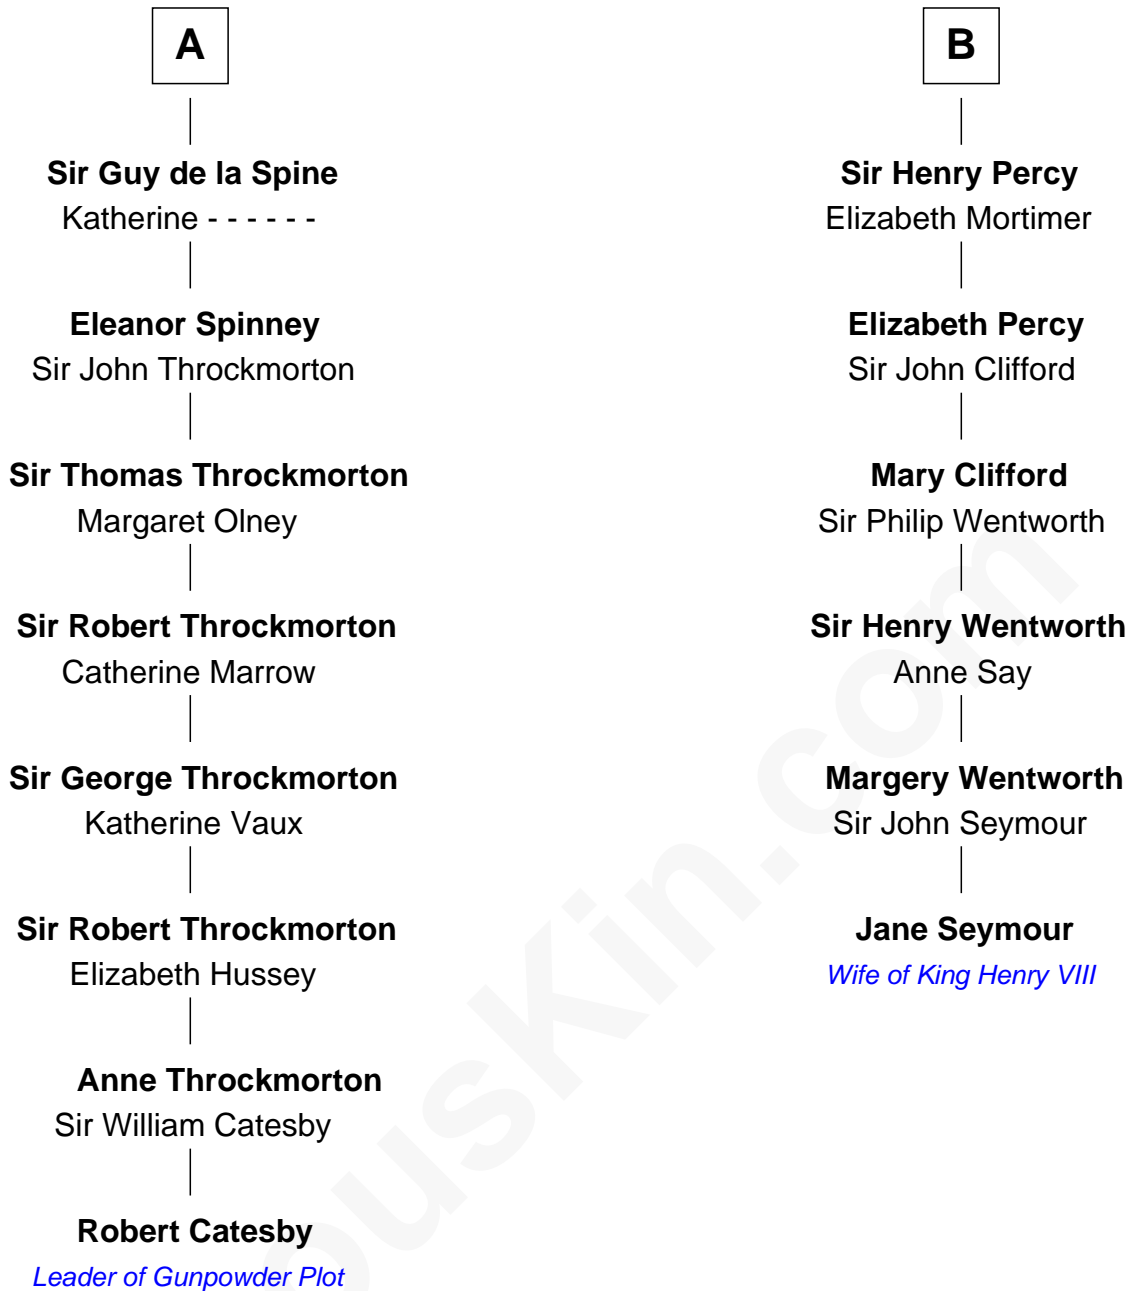 A
Sir Guy de la Spine
Katherine - - - - - -
Eleanor Spinney
Sir John Throckmorton
Sir Thomas Throckmorton
Margaret Olney
Sir Robert Throckmorton
Catherine Marrow
Sir George Throckmorton
Katherine Vaux
Sir Robert Throckmorton
Elizabeth Hussey
Anne Throckmorton
Sir William Catesby
Robert Catesby
Leader of Gunpowder Plot
B
Sir Henry Percy
Elizabeth Mortimer
Elizabeth Percy
Sir John Clifford
Mary Clifford
Sir Philip Wentworth
Sir Henry Wentworth
Anne Say
Margery Wentworth
Sir John Seymour
Jane Seymour
Wife of King Henry VIII
ousKin.com